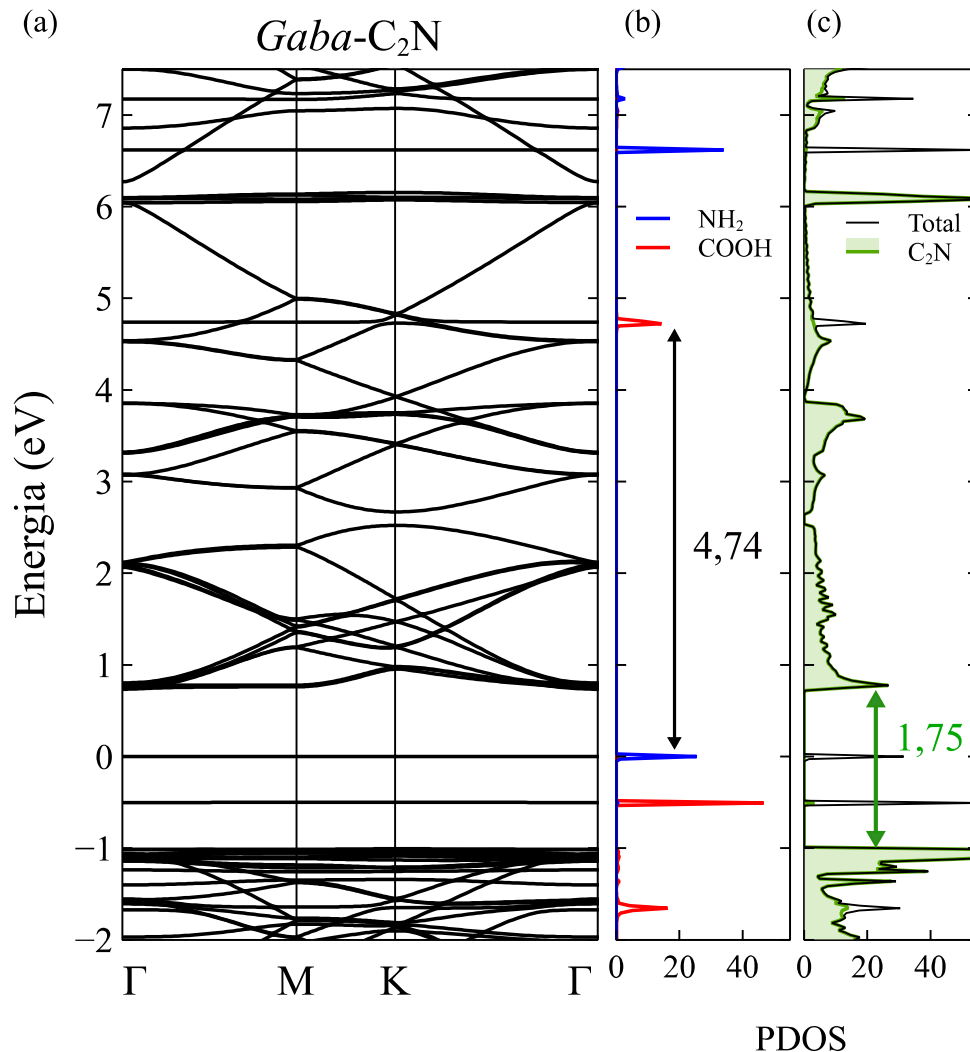 (a)
Gaba-C₂N
(b)
(c)
Energia (eV)
7
6
5
4
3
2
1
0
−1
−2
Γ
M
K
Γ
NH₂
COOH
4,74
0
20
40
Total
C₂N
1,75
0
20
40
PDOS